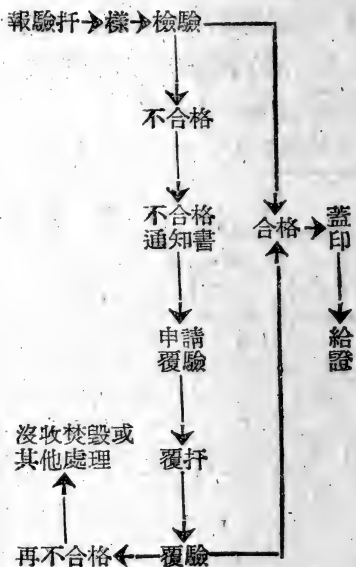 報驗扦→樣→檢驗
不合格
不合格
通知書
合格→
蓋
印
申請
覆驗
給
證
沒收焚毀或
其他處理
覆扦
再不合格←覆驗